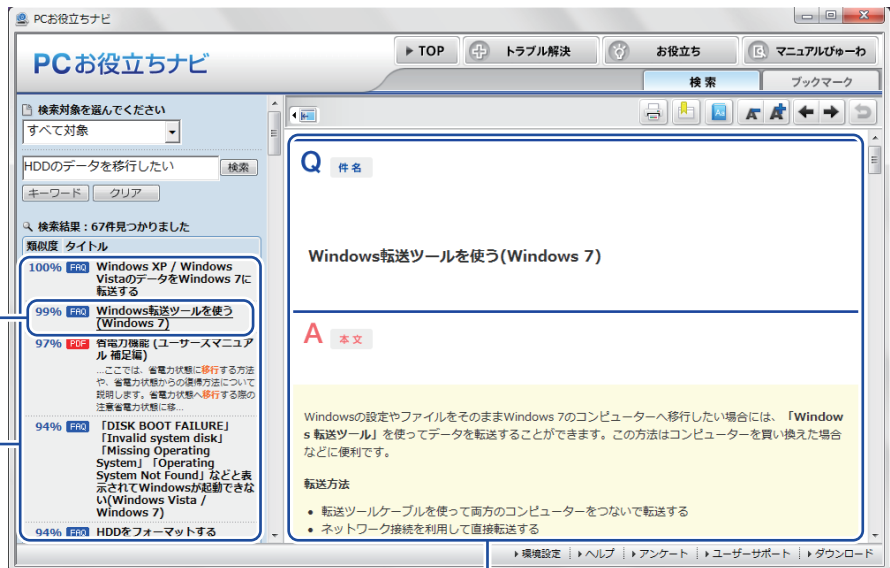 PCお役立ちナビ
PCお役立ちナビ
TOP
トラブル解決
お役立ち
マニュアルびゅーわ
検索
ブックマーク
検索対象を選んでください
すべて対象
HDDのデータを移行したい
検索
キーワード
クリア
検索結果:67件見つかりました
類似度 タイトル
100% FAQ Windows XP / Windows
VistaのデータをWindows 7に
転送する
99% FAQ Windows転送ツールを使う
(Windows 7)
97% PDF 省電力機能 (ユーザーズマニュア
ル 補足編)
...ここでは、省電力状態に移行する方法
や、省電力状態からの復帰方法について
説明します。省電力状態へ移行する際の
注意省電力状態に移...
94% FAQ 「DISK BOOT FAILURE」
「Invalid system disk」
「Missing Operating
System」「Operating
System Not Found」などと表
示されてWindowsが起動できな
い(Windows Vista /
Windows 7)
94% FAQ HDDをフォーマットする
Q 件名
Windows転送ツールを使う(Windows 7)
A 本文
Windowsの設定やファイルをそのままWindows 7のコンピューターへ移行したい場合には、「Window
s 転送ツール」を使ってデータを転送することができます。この方法はコンピューターを買い換えた場合
などに便利です。
転送方法
• 転送ツールケーブルを使って両方のコンピューターをつないで転送する
• ネットワーク接続を利用して直接転送する
環境設定
ヘルプ
アンケート
ユーザーサポート
ダウンロード